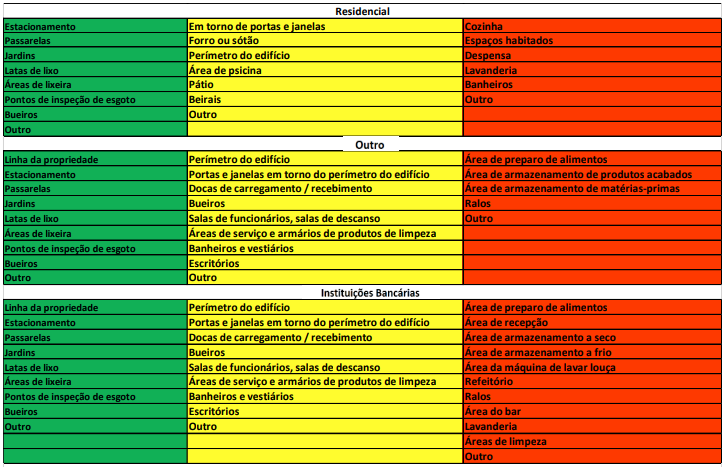 Residencial
Estacionamento Em torno de portas e janelas Cozinha
Passarelas Forro ou sótão Espaços habitados
Jardins Perímetro do edifício Despensa
Latas de lixo Área de psicina Lavanderia
Áreas de lixeira Pátio Banheiros
Pontos de inspeção de esgoto Beirais Outro
Bueiros Outro
Outro
Outro
Linha da propriedade Perímetro do edifício Área de preparo de alimentos
Estacionamento Portas e janelas em torno do perímetro do edifício Área de armazenamento de produtos acabados
Passarelas Docas de carregamento / recebimento Área de armazenamento de matérias-primas
Jardins Bueiros Ralos
Latas de lixo Salas de funcionários, salas de descanso Outro
Áreas de lixeira Áreas de serviço e armários de produtos de limpeza
Pontos de inspeção de esgoto Banheiros e vestiários
Bueiros Escritórios
Outro Outro
Instituições Bancárias
Linha da propriedade Perímetro do edifício Área de preparo de alimentos
Estacionamento Portas e janelas em torno do perímetro do edifício Área de recepção
Passarelas Docas de carregamento / recebimento Área de armazenamento a seco
Jardins Bueiros Área de armazenamento a frio
Latas de lixo Salas de funcionários, salas de descanso Área da máquina de lavar louça
Áreas de lixeira Áreas de serviço e armários de produtos de limpeza Refeitório
Pontos de inspeção de esgoto Banheiros e vestiários Ralos
Bueiros Escritórios Área do bar
Outro Outro Lavanderia
Áreas de limpeza
Outro